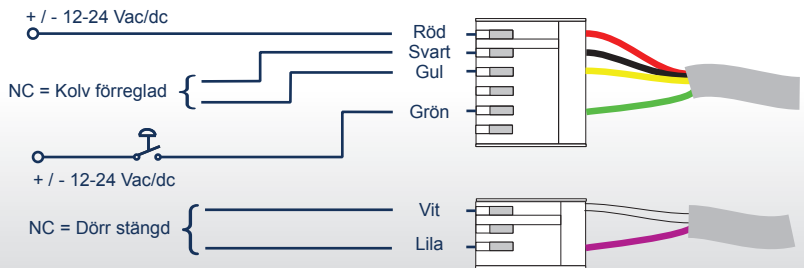 + / - 12-24 Vac/dc
Röd
Svart
Gul
NC = Kolv förreglad
Grön
+ / - 12-24 Vac/dc
Vit
NC = Dörr stängd
Lila